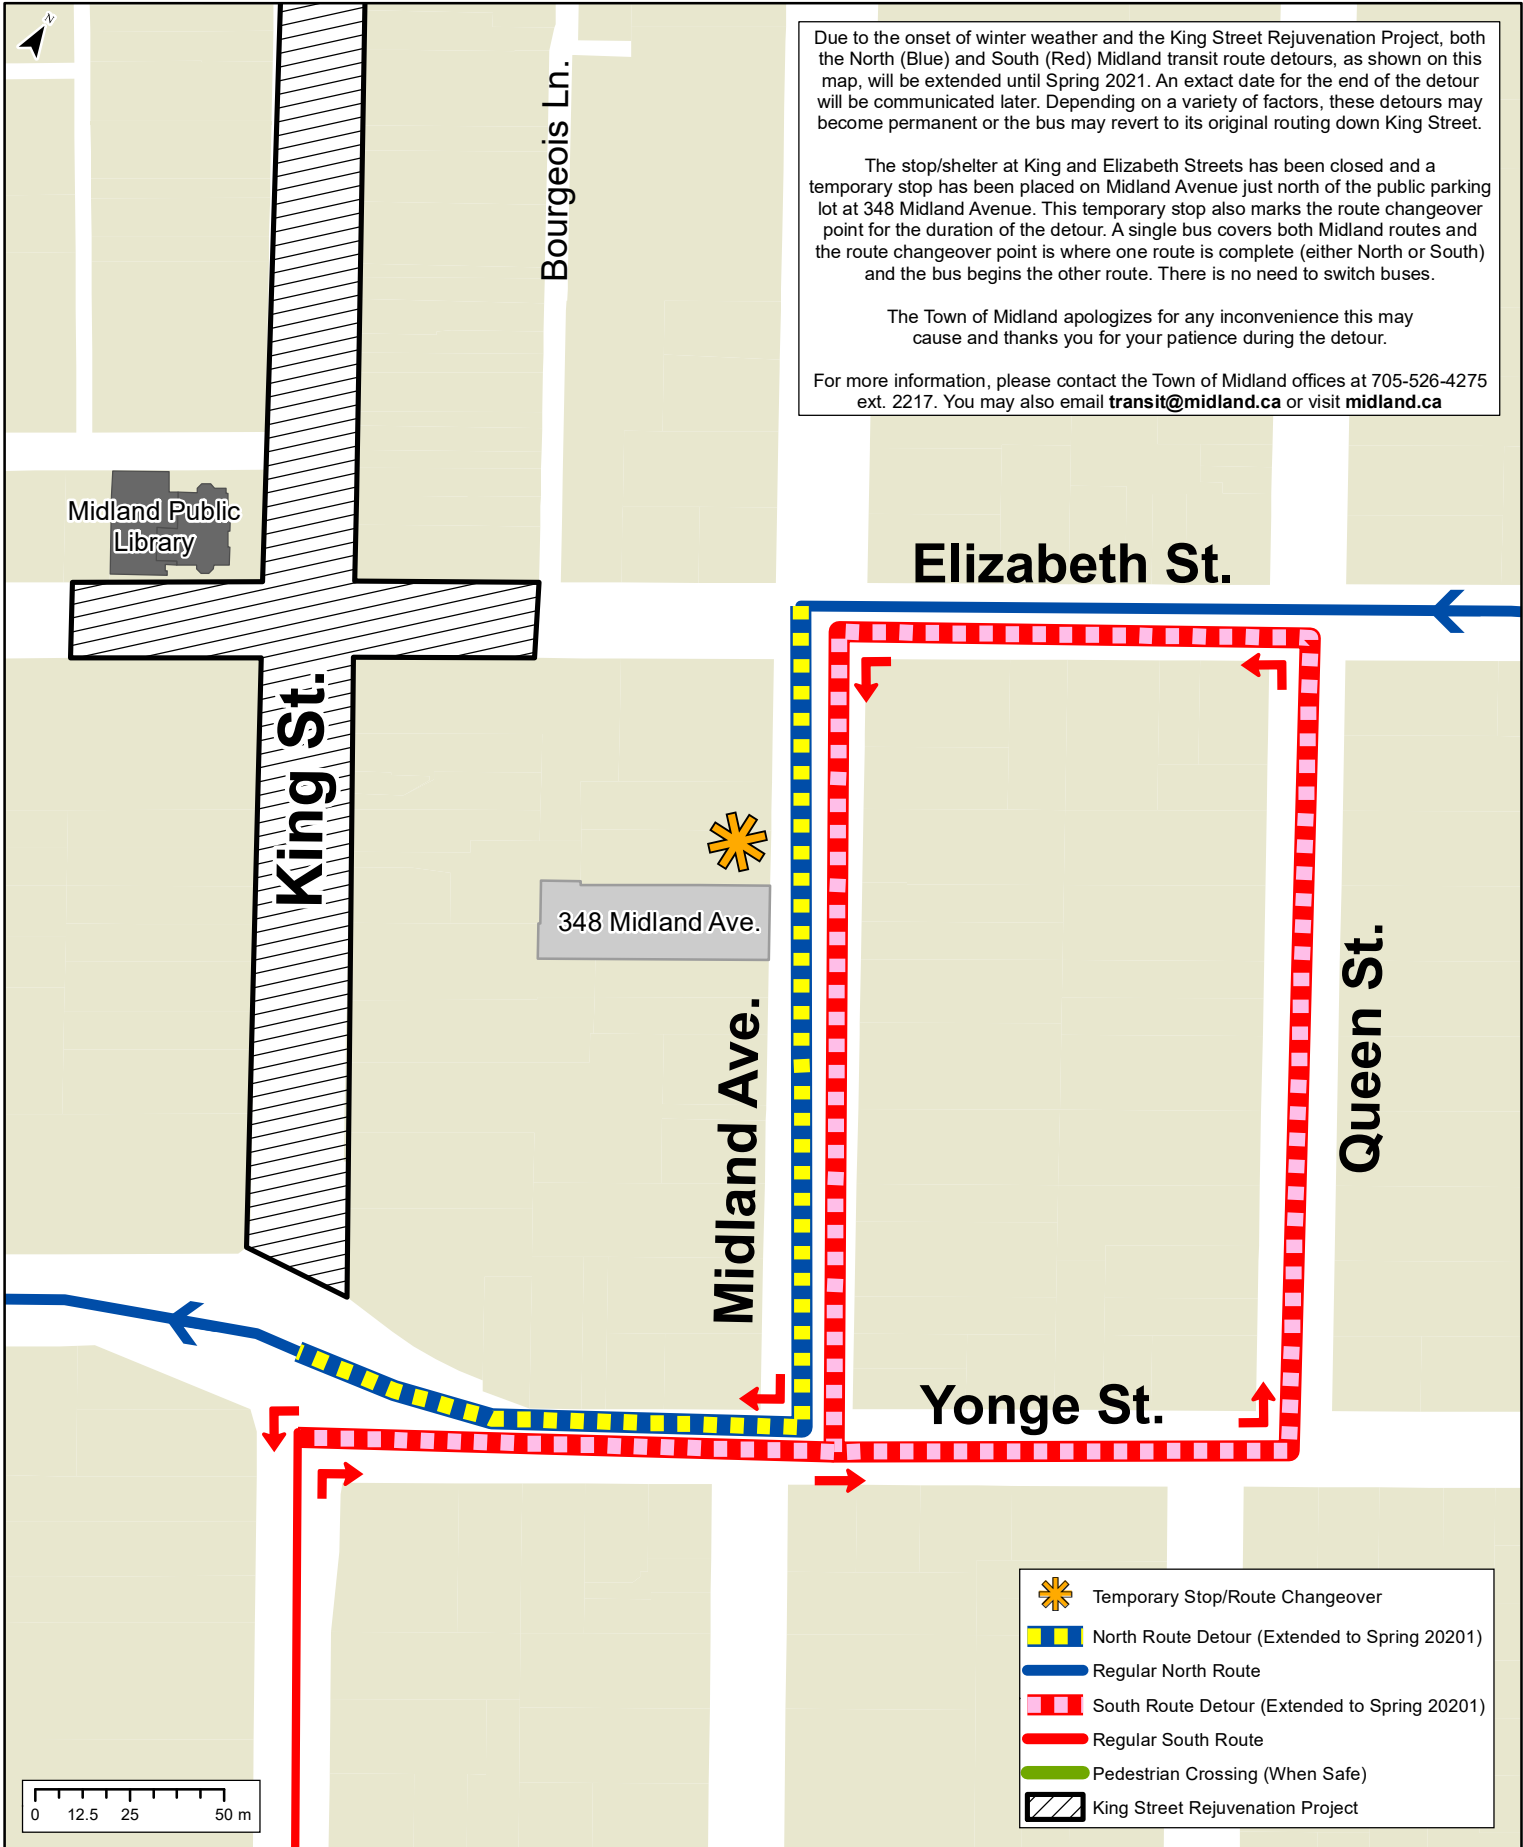 N
Due to the onset of winter weather and the King Street Rejuvenation Project, both
the North (Blue) and South (Red) Midland transit route detours, as shown on this
map, will be extended until Spring 2021. An extact date for the end of the detour
will be communicated later. Depending on a variety of factors, these detours may
become permanent or the bus may revert to its original routing down King Street.
The stop/shelter at King and Elizabeth Streets has been closed and a
temporary stop has been placed on Midland Avenue just north of the public parking
lot at 348 Midland Avenue. This temporary stop also marks the route changeover
point for the duration of the detour. A single bus covers both Midland routes and
the route changeover point is where one route is complete (either North or South)
and the bus begins the other route. There is no need to switch buses.
The Town of Midland apologizes for any inconvenience this may
cause and thanks you for your patience during the detour.
For more information, please contact the Town of Midland offices at 705-526-4275
ext. 2217. You may also email transit@midland.ca or visit midland.ca
Bourgeois Ln.
Midland Public
Library
Elizabeth St.
King St.
348 Midland Ave.
Midland Ave.
Queen St.
Yonge St.
Temporary Stop/Route Changeover
North Route Detour (Extended to Spring 20201)
Regular North Route
South Route Detour (Extended to Spring 20201)
Regular South Route
Pedestrian Crossing (When Safe)
King Street Rejuvenation Project
0 12.5 25 50 m